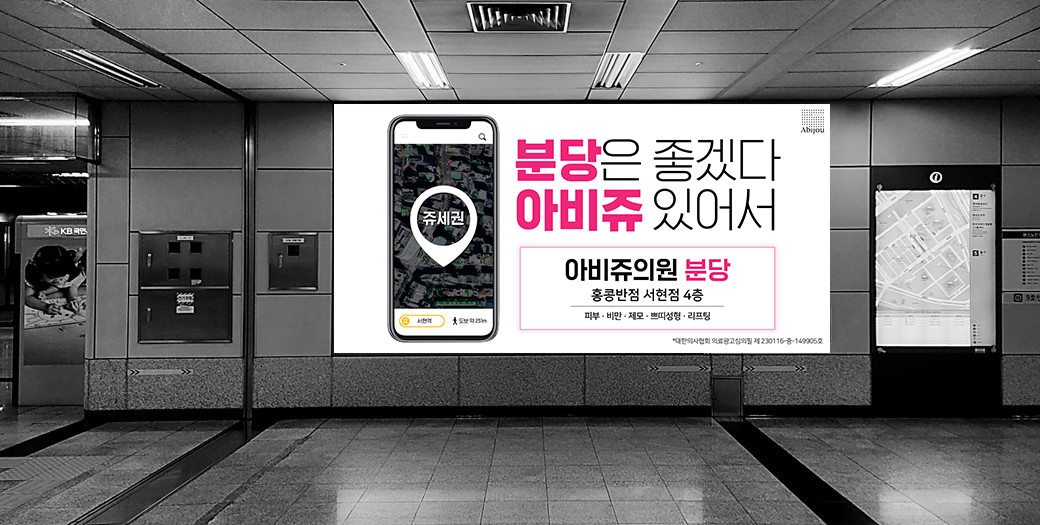 Abijou
분당은 좋겠다
아비쥬 있어서
쥬세권
아비쥬의원 분당
홍콩반점 서현점 4층
피부 · 비만 · 제모 · 쁘띠성형 · 리프팅
서현역
도보 약 251m
*대한의사협회 의료광고심의필 제 230116-중-149905호
KB 국민